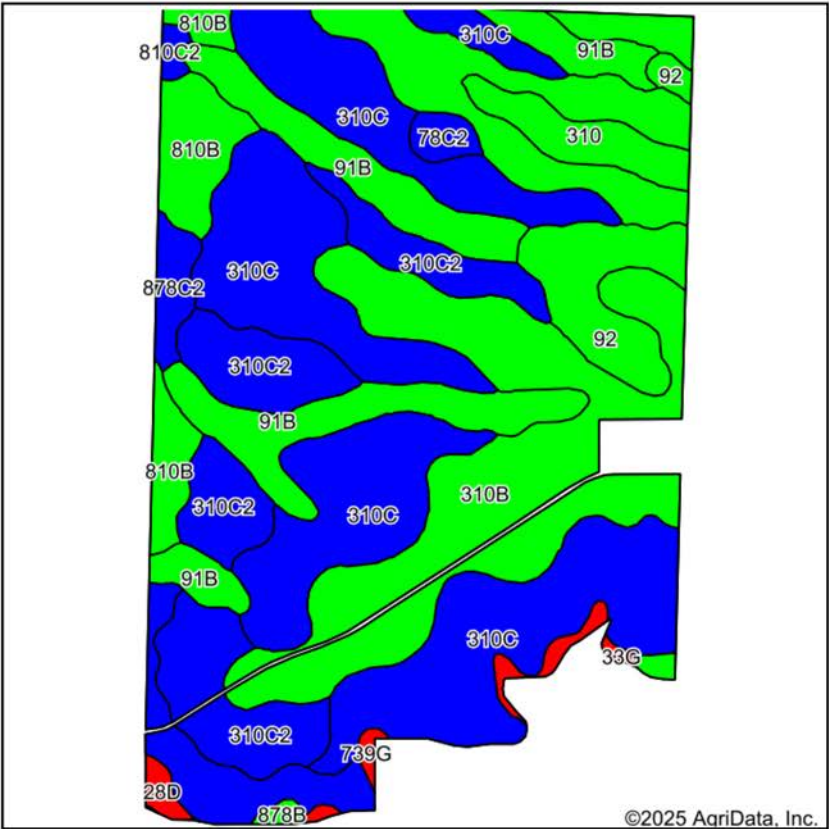 810B
310C
810C2
91B
92
310C
78C2
310
810B
91B
310C
310C2
878C2
92
310C2
91B
810B
310B
310C2
310C
91B
310C
33G
310C2
739G
28D
878B
©2025 AgriData, Inc.